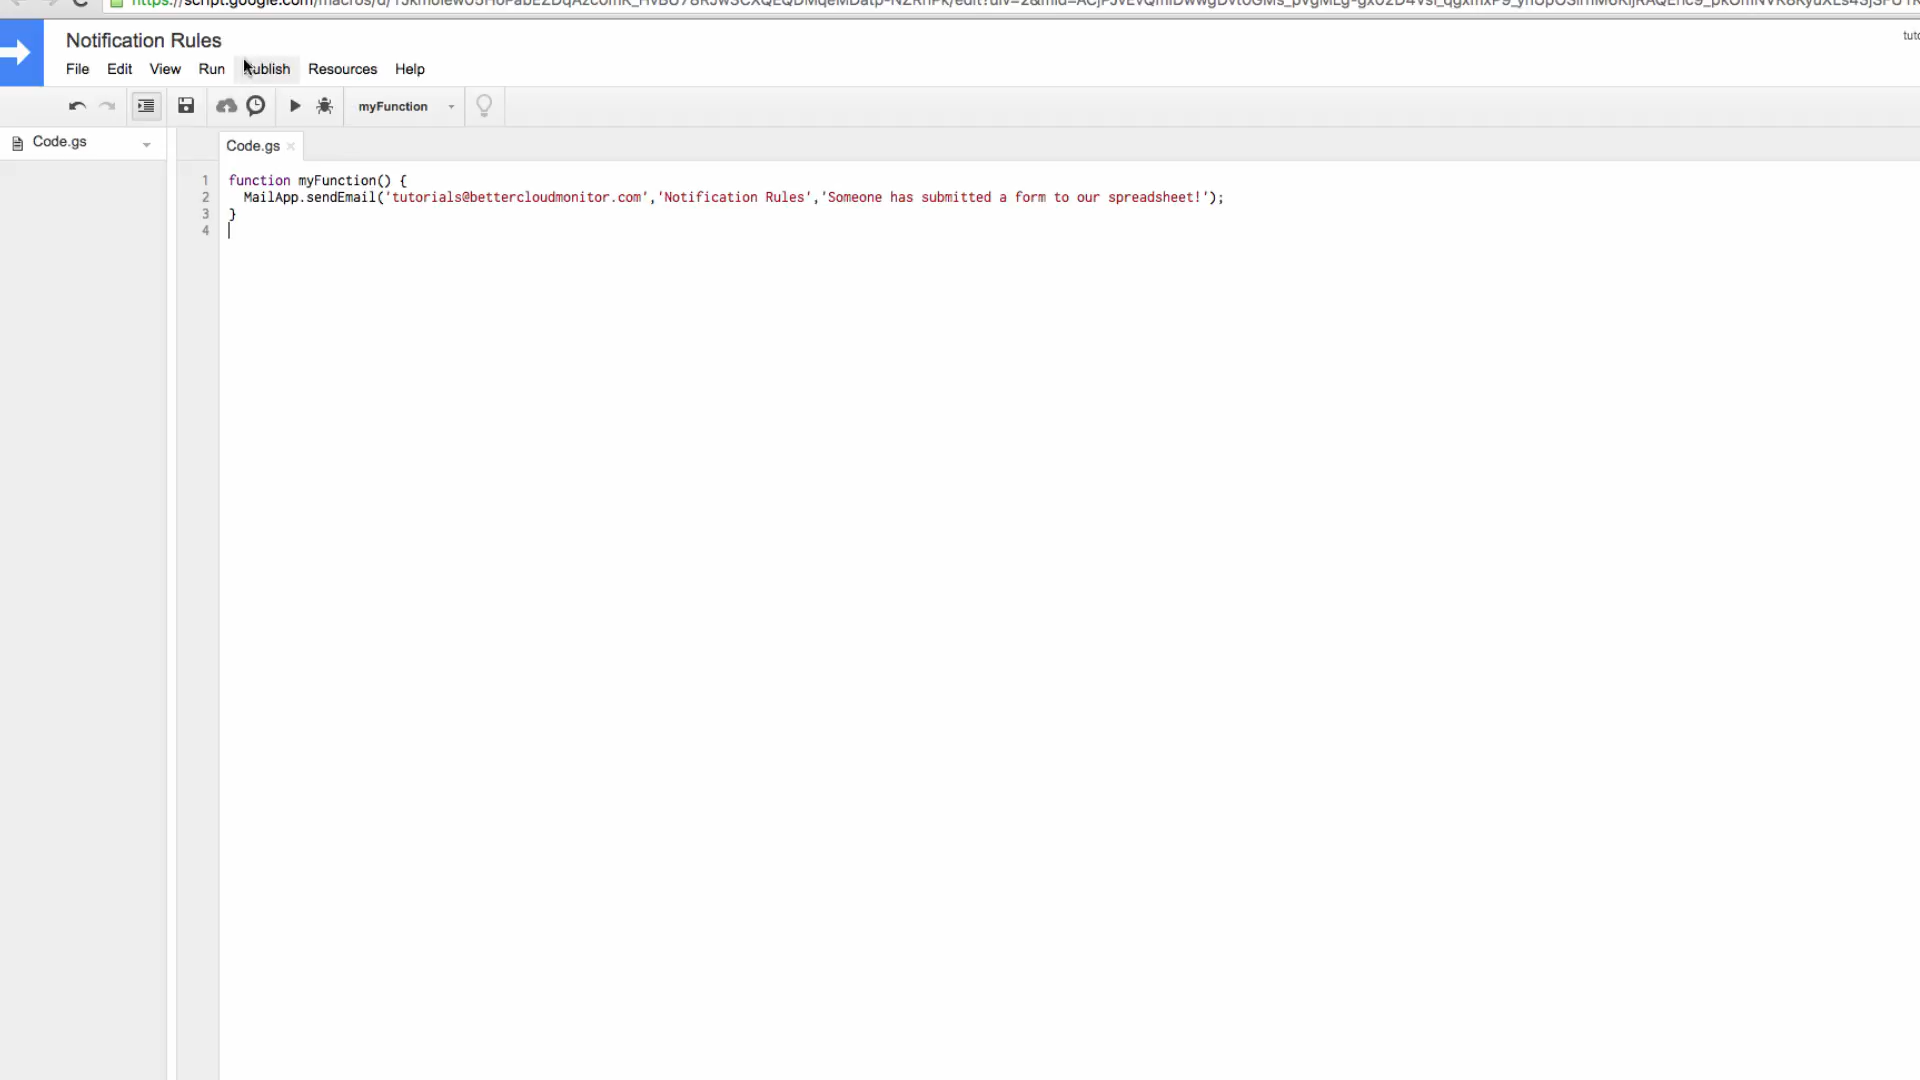 Notification Rules
tuto
File Edit View Run Publish Resources Help
myFunction
Code.gs
Code.gs
1 function myFunction() {
2 MailApp.sendEmail('tutorials@bettercloudmonitor.com','Notification Rules','Someone has submitted a form to our spreadsheet!');
3 }
4